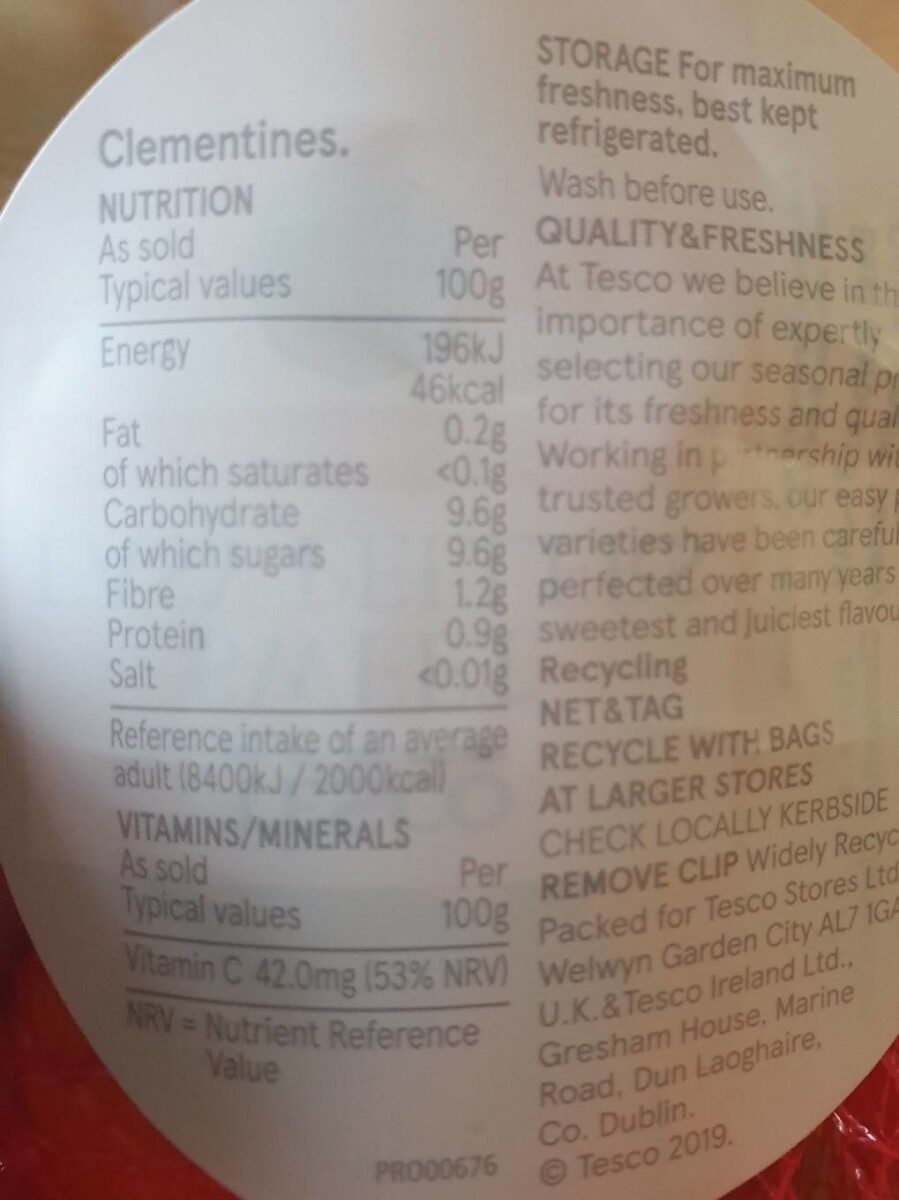 Clementines.
NUTRITION
As sold Per
Typical values 100g
Energy 196kJ
46kcal
Fat 0.2g
of which saturates <0.1g
Carbohydrate 9.6g
of which sugars 9.6g
Fibre 1.2g
Protein 0.9g
Salt <0.01g
Reference intake of an average
adult (8400kJ / 2000kcal)
VITAMINS/MINERALS
As sold Per
Typical values 100g
Vitamin C 42.0mg (53% NRV)
NRV = Nutrient Reference
Value
PRO00676
STORAGE For maximum
freshness, best kept
refrigerated.
Wash before use.
QUALITY&FRESHNESS
At Tesco we believe in
importance of expertly
selecting our seasonal
for its freshness and
Working in
trusted growers, our easy
varieties have been
perfected over many years
sweetest and juiciest
Recycling
NET&TAG
RECYCLE WITH BAGS
AT LARGER STORES
CHECK LOCALLY KERBSIDE
REMOVE CLIP Widely
Packed for Tesco Stores Ltd
Welwyn Garden City AL7 1GA
U.K.&Tesco Ireland Ltd.,
Gresham House, Marine
Road, Dun Laoghaire,
Co. Dublin.
© Tesco 2019.